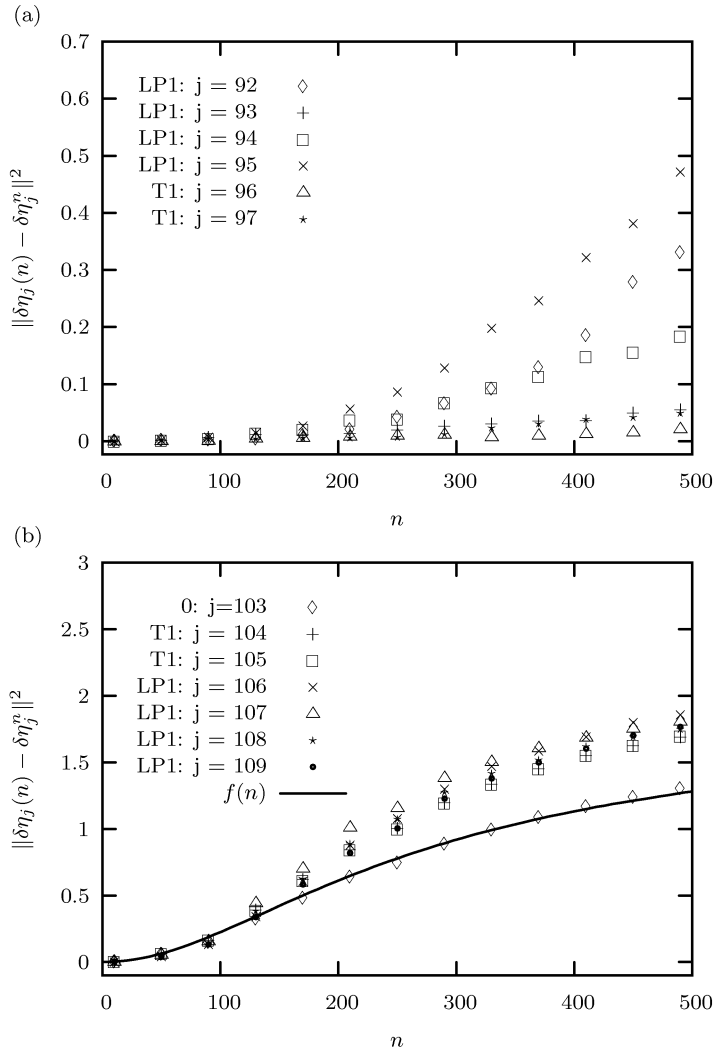 (a)
0.7
0.6
0.5
0.4
0.3
0.2
0.1
0
||δη_j(n) − δη_j^n||^2
LP1: j = 92
LP1: j = 93
LP1: j = 94
LP1: j = 95
T1: j = 96
T1: j = 97
0 100 200 300 400 500
n
(b)
3
2.5
2
1.5
1
0.5
0
||δη_j(n) − δη_j^n||^2
0: j=103
T1: j = 104
T1: j = 105
LP1: j = 106
LP1: j = 107
LP1: j = 108
LP1: j = 109
f(n)
0 100 200 300 400 500
n